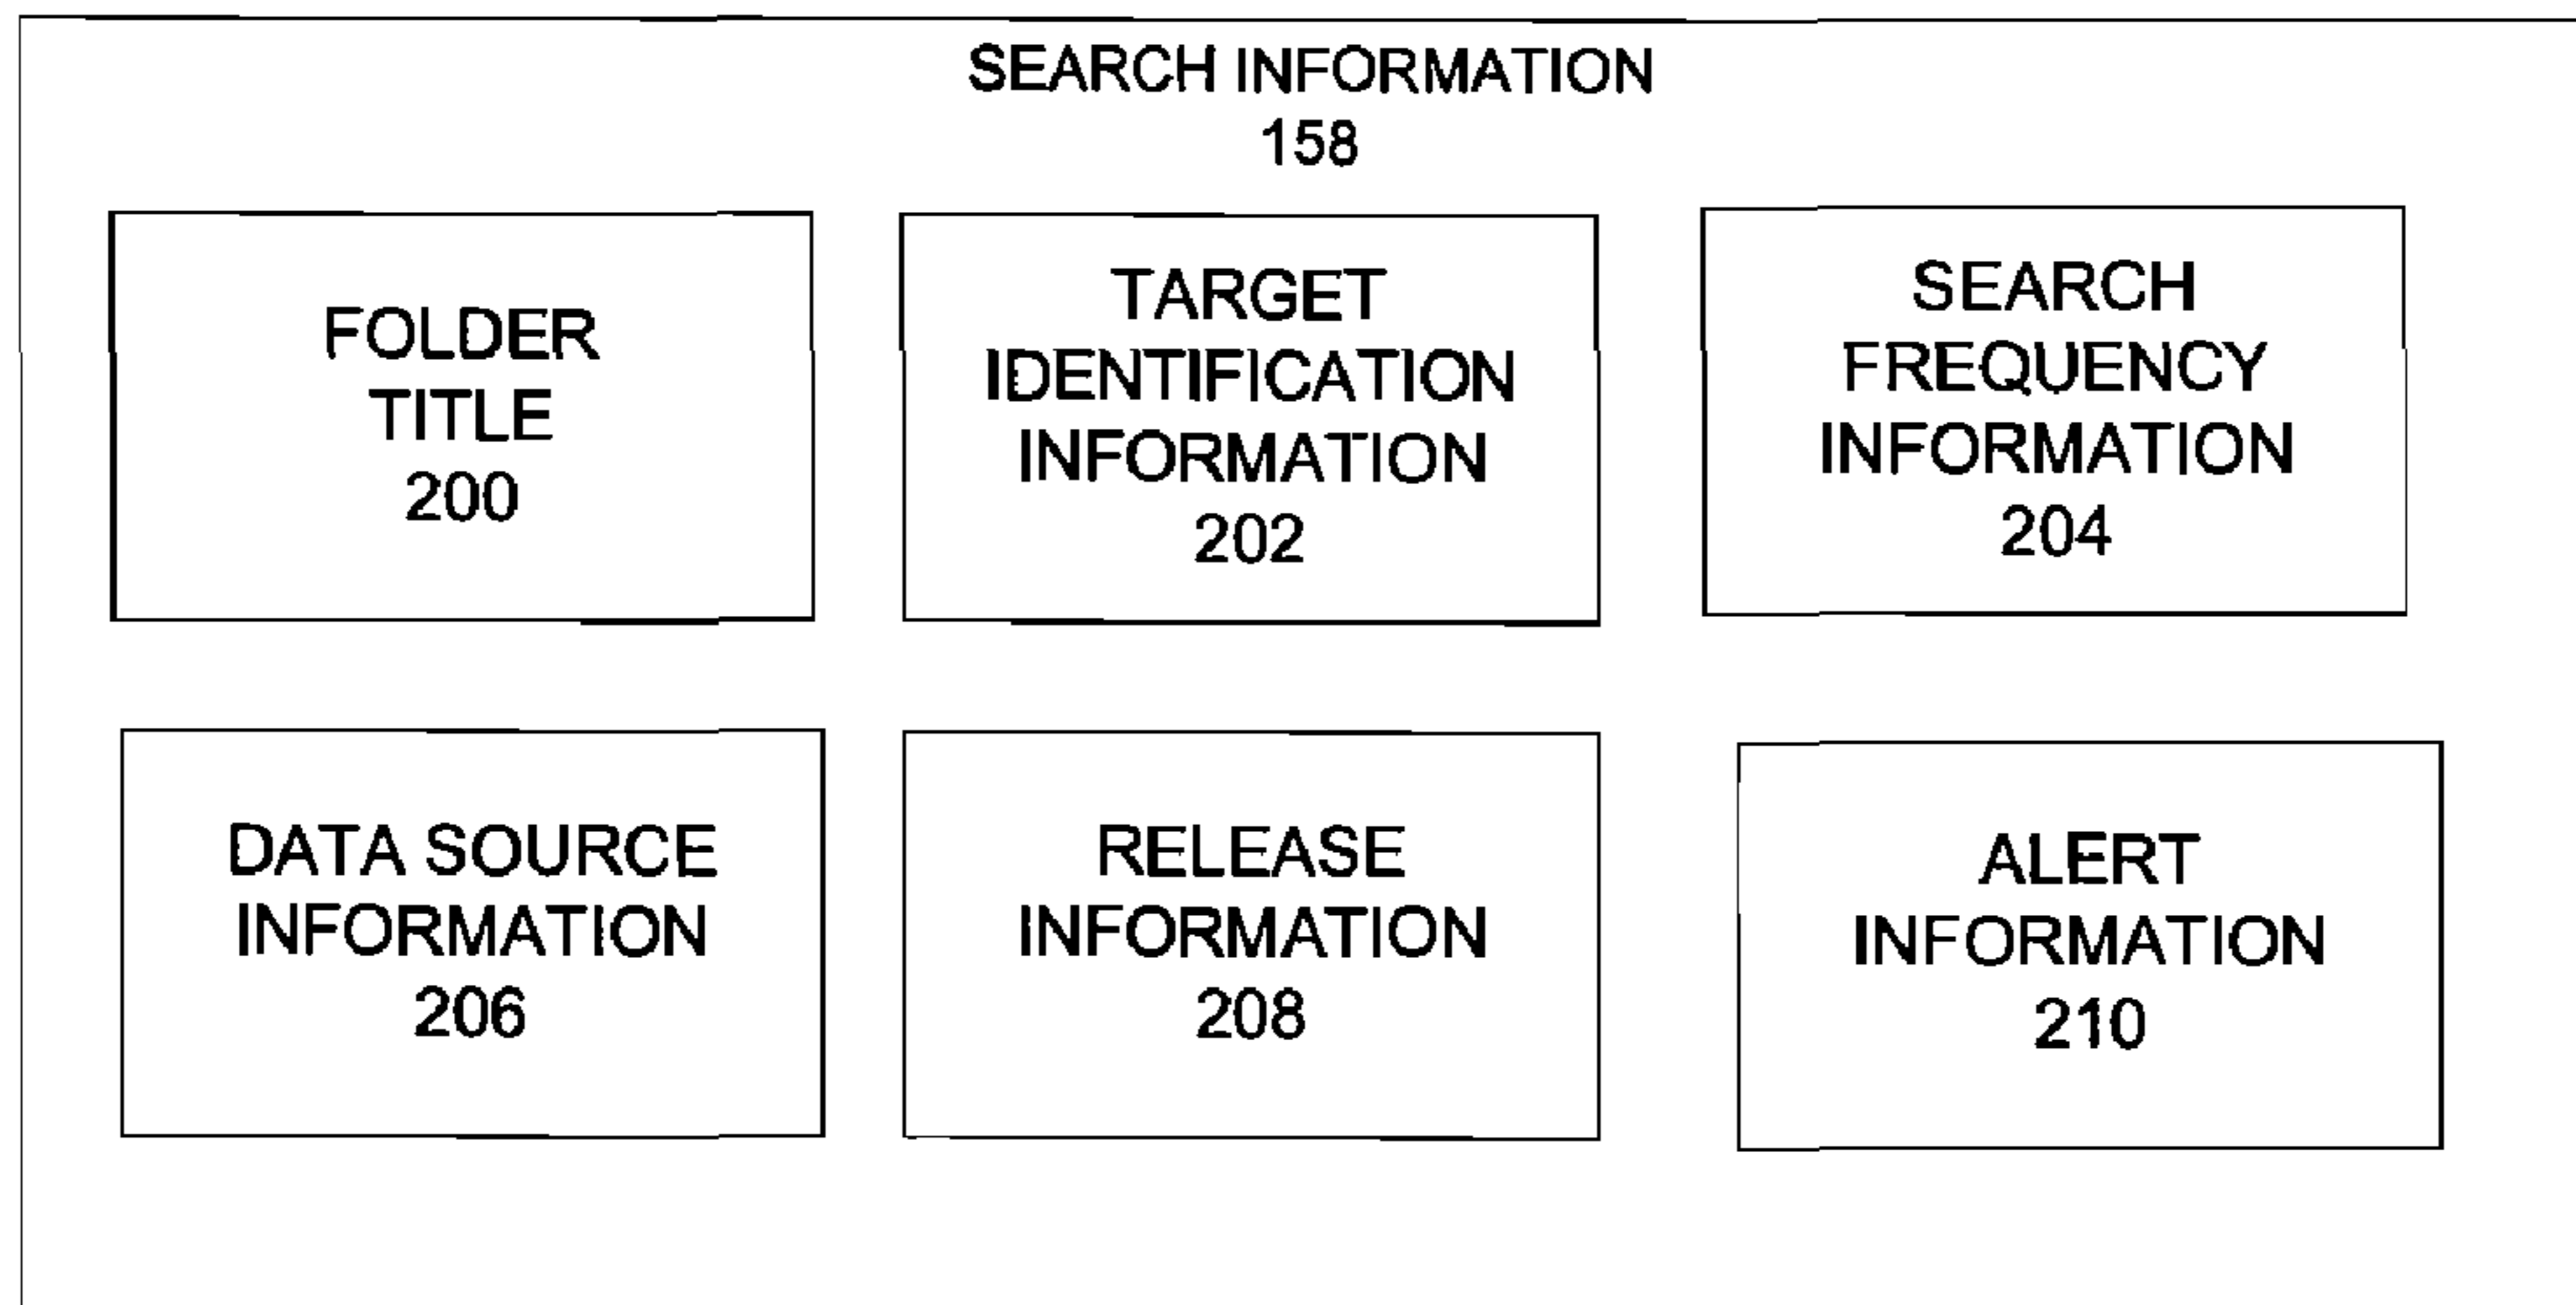 SEARCH INFORMATION
158
FOLDER
TITLE
200
TARGET
IDENTIFICATION
INFORMATION
202
SEARCH
FREQUENCY
INFORMATION
204
DATA SOURCE
INFORMATION
206
RELEASE
INFORMATION
208
ALERT
INFORMATION
210